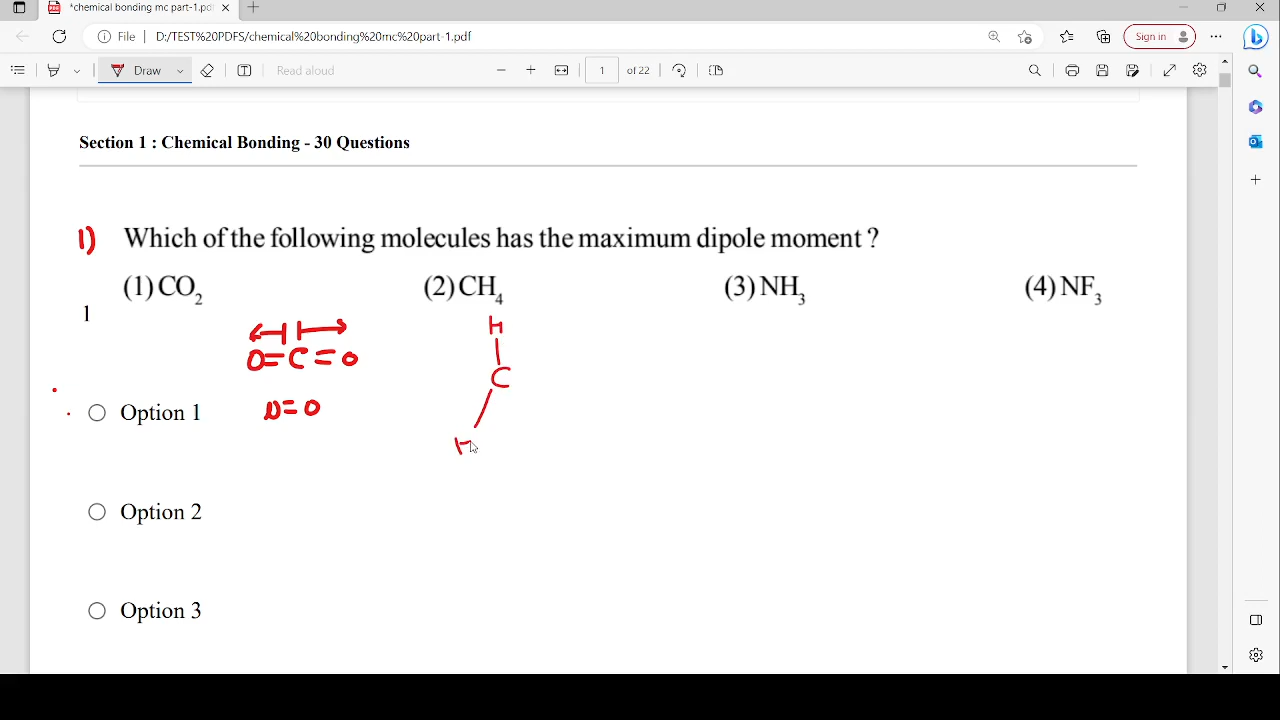 *chemical bonding mc part-1.pdf
File D:/TEST%20PDFS/chemical%20bonding%20mc%20part-1.pdf Sign in ...
Draw Read aloud 1 of 22
Section 1 : Chemical Bonding - 30 Questions
1) Which of the following molecules has the maximum dipole moment ?
(1) CO₂ (2) CH₄ (3) NH₃ (4) NF₃
1
H
O=C=O
C
Option 1
D=0
H
Option 2
Option 3